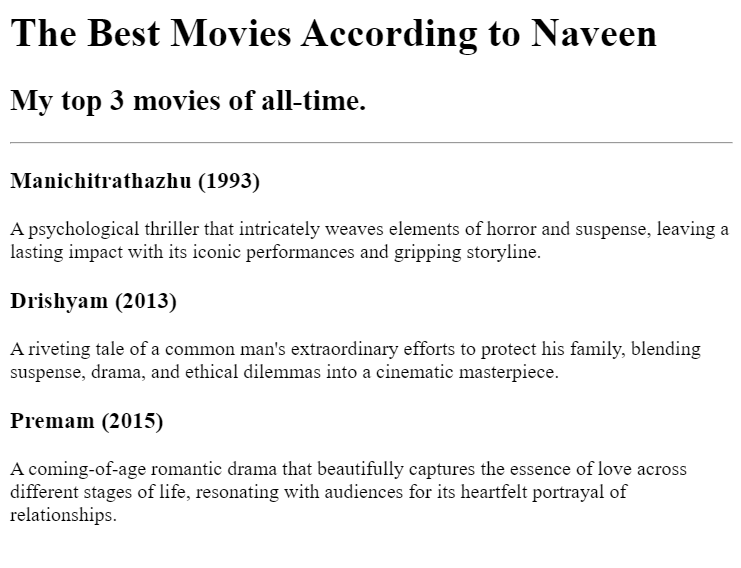 The Best Movies According to Naveen
My top 3 movies of all-time.
Manichitrathazhu (1993)
A psychological thriller that intricately weaves elements of horror and suspense, leaving a
lasting impact with its iconic performances and gripping storyline.
Drishyam (2013)
A riveting tale of a common man's extraordinary efforts to protect his family, blending
suspense, drama, and ethical dilemmas into a cinematic masterpiece.
Premam (2015)
A coming-of-age romantic drama that beautifully captures the essence of love across
different stages of life, resonating with audiences for its heartfelt portrayal of
relationships.